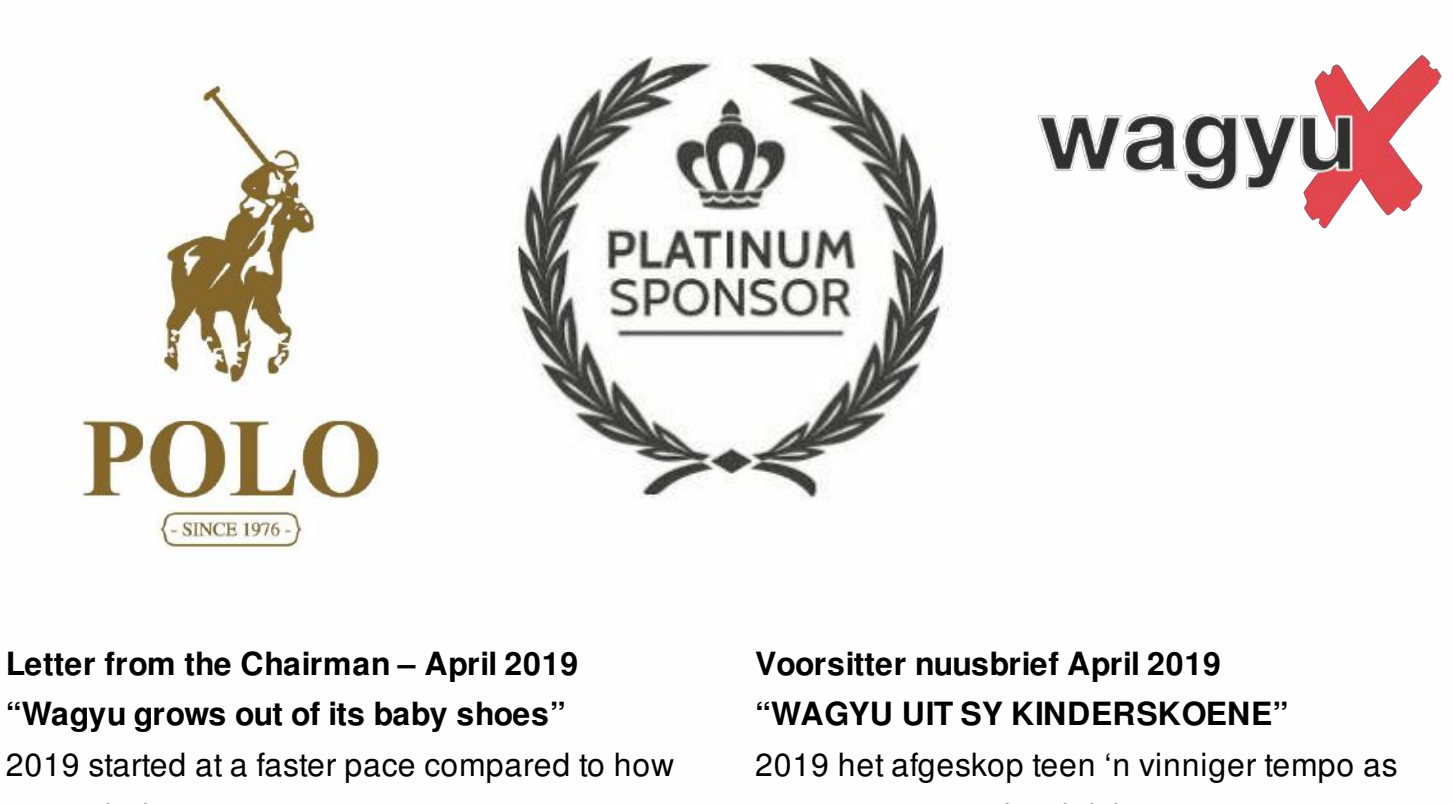 POLO
- SINCE 1976 -
PLATINUM
SPONSOR
wagyuX
Letter from the Chairman – April 2019
“Wagyu grows out of its baby shoes”
2019 started at a faster pace compared to how
Voorsitter nuusbrief April 2019
“WAGYU UIT SY KINDERSKOENE”
2019 het afgeskop teen ‘n vinniger tempo as